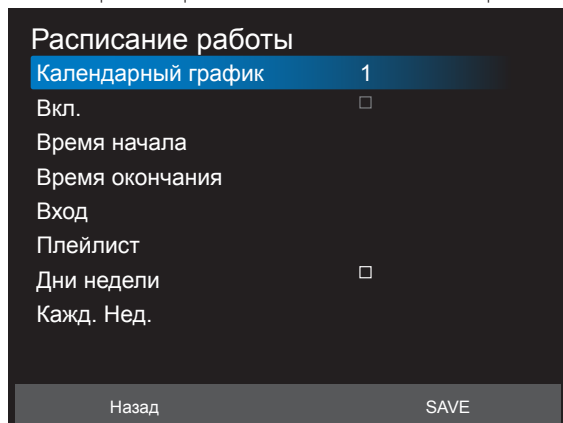 Расписание работы
Календарный график 1
Вкл. ☐
Время начала
Время окончания
Вход
Плейлист
Дни недели ☐
Кажд. Нед.
Назад SAVE